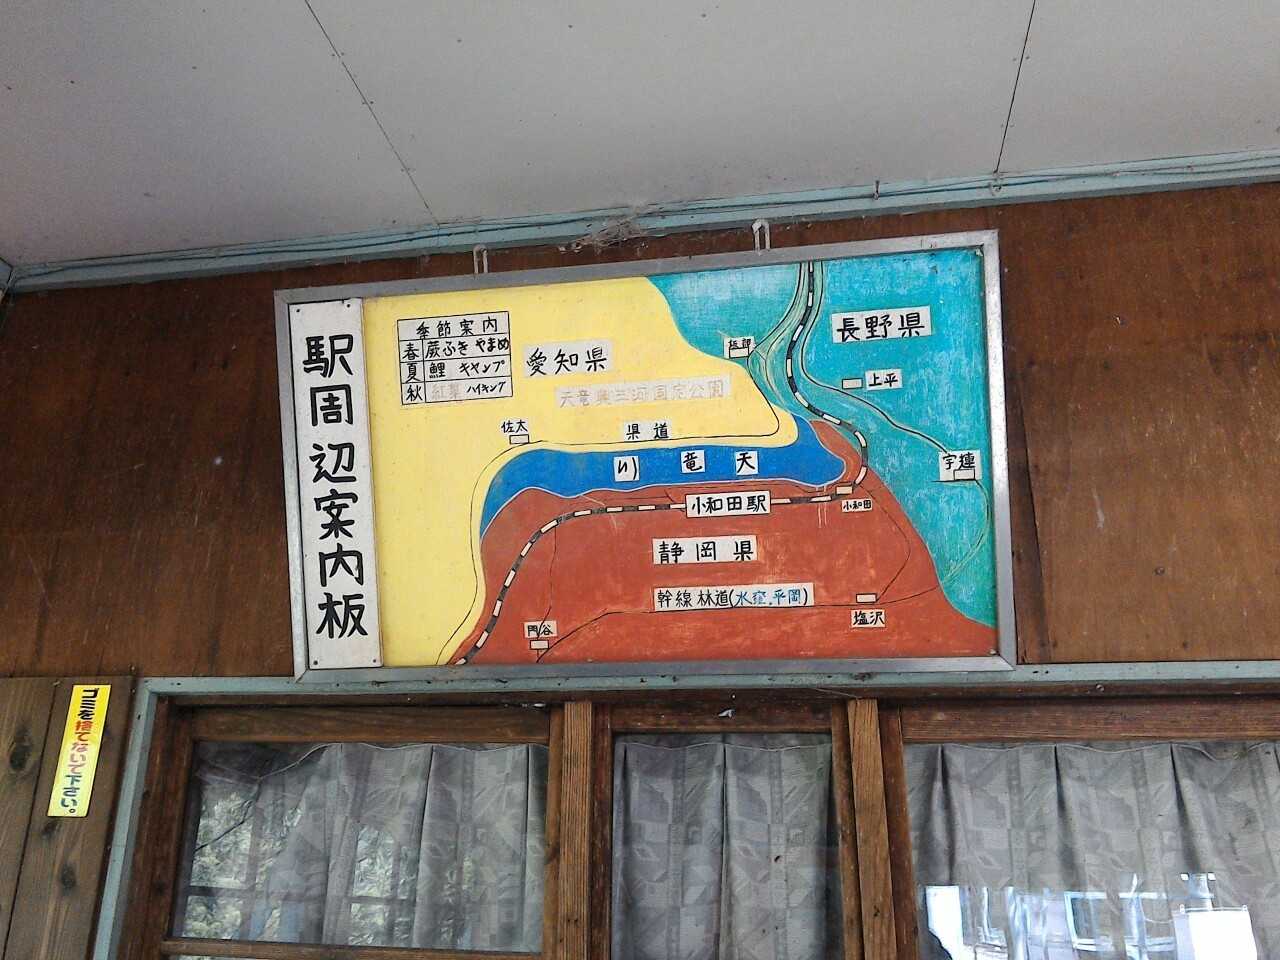 駅周辺案内板
季節案内
春 蕨ふき やまめ
夏 鯉 キャンプ
秋 紅葉 ハイキング
愛知県
天竜奥三河国定公園
長野県
上平
佐太
県道
天竜川
宇連
小和田駅
小和田
静岡県
幹線林道(水窪.平岡)
塩沢
門谷
ゴミを捨てないで下さい。